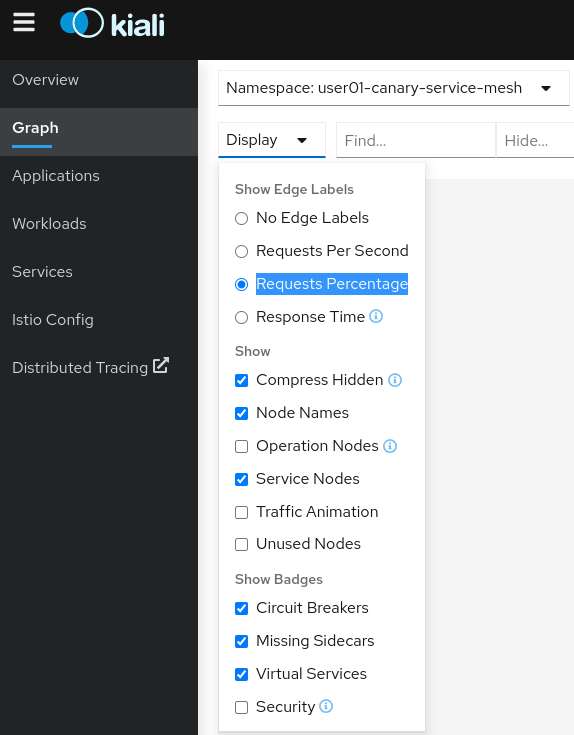 kiali
Overview
Graph
Applications
Workloads
Services
Istio Config
Distributed Tracing
Namespace: user01-canary-service-mesh
Display
Find...
Hide...
Show Edge Labels
No Edge Labels
Requests Per Second
Requests Percentage
Response Time
Show
Compress Hidden
Node Names
Operation Nodes
Service Nodes
Traffic Animation
Unused Nodes
Show Badges
Circuit Breakers
Missing Sidecars
Virtual Services
Security